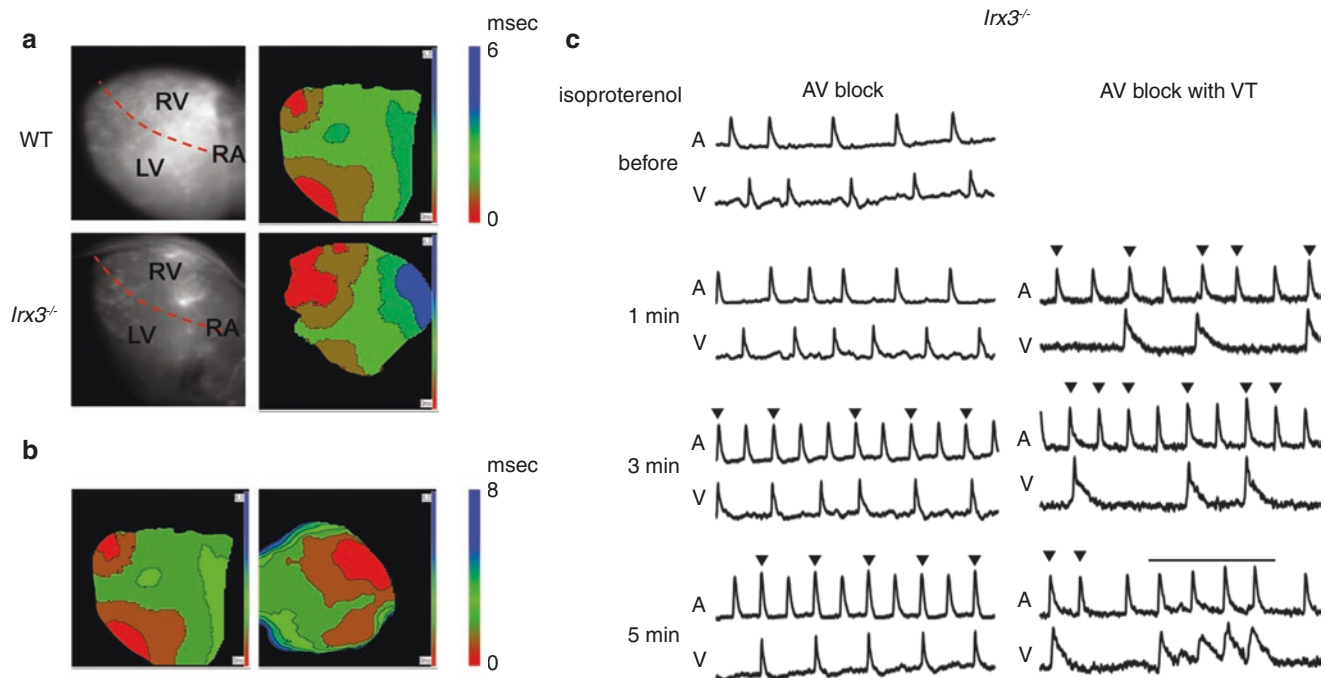 a
msec
6
0
WT
RV
LV
RA
Irx3-/-
RV
LV
RA
b
msec
8
0
c
Irx3-/-
isoproterenol
AV block
AV block with VT
before
A
V
1 min
A
V
A
V
3 min
A
V
A
V
5 min
A
V
A
V